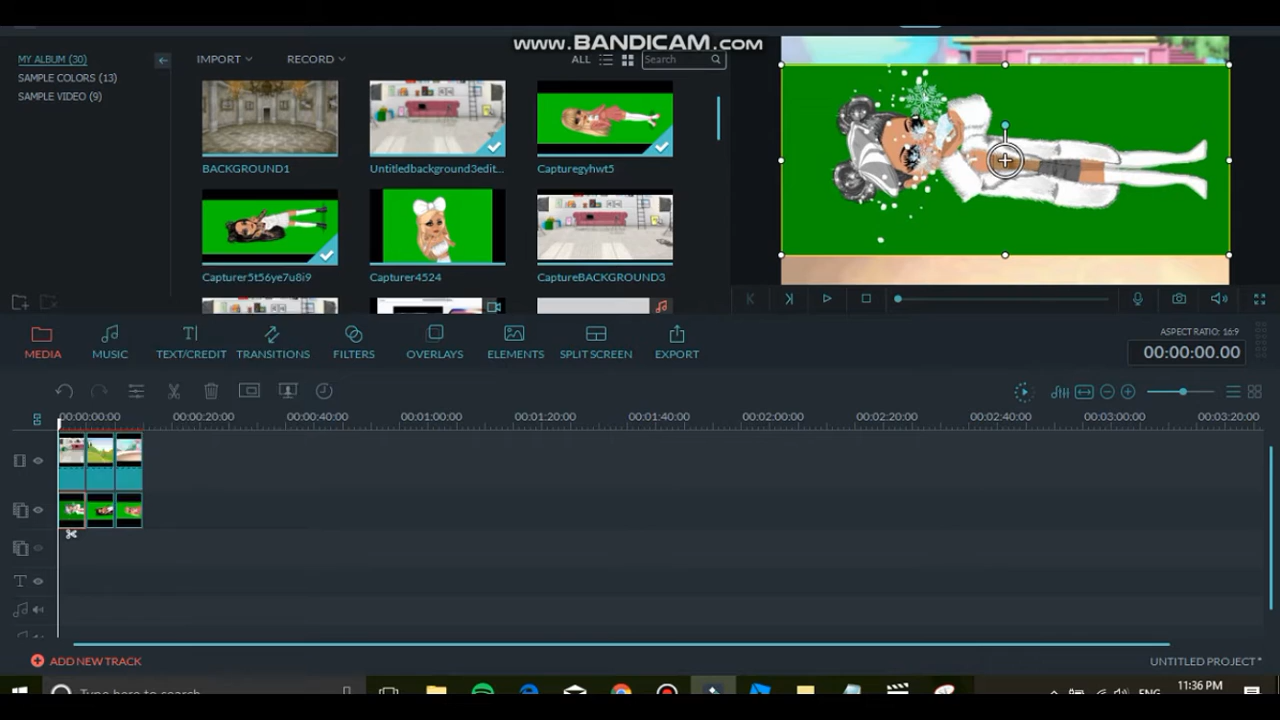 www.BANDICAM.com
MY ALBUM (30)
SAMPLE COLORS (13)
SAMPLE VIDEO (9)
IMPORT
RECORD
ALL
Search
BACKGROUND1
Untitledbackground3edit...
Capturegyhwt5
Capturer5t56ye7u8i9
Capturer4524
CaptureBACKGROUND3
MEDIA
MUSIC
TEXT/CREDIT
TRANSITIONS
FILTERS
OVERLAYS
ELEMENTS
SPLIT SCREEN
EXPORT
ASPECT RATIO: 16:9
00:00:00.00
00:00:00:00
00:00:20:00
00:00:40:00
00:01:00:00
00:01:20:00
00:01:40:00
00:02:00:00
00:02:20:00
00:02:40:00
00:03:00:00
00:03:20:00
ADD NEW TRACK
UNTITLED PROJECT*
Type here to search
ENG
11:36 PM